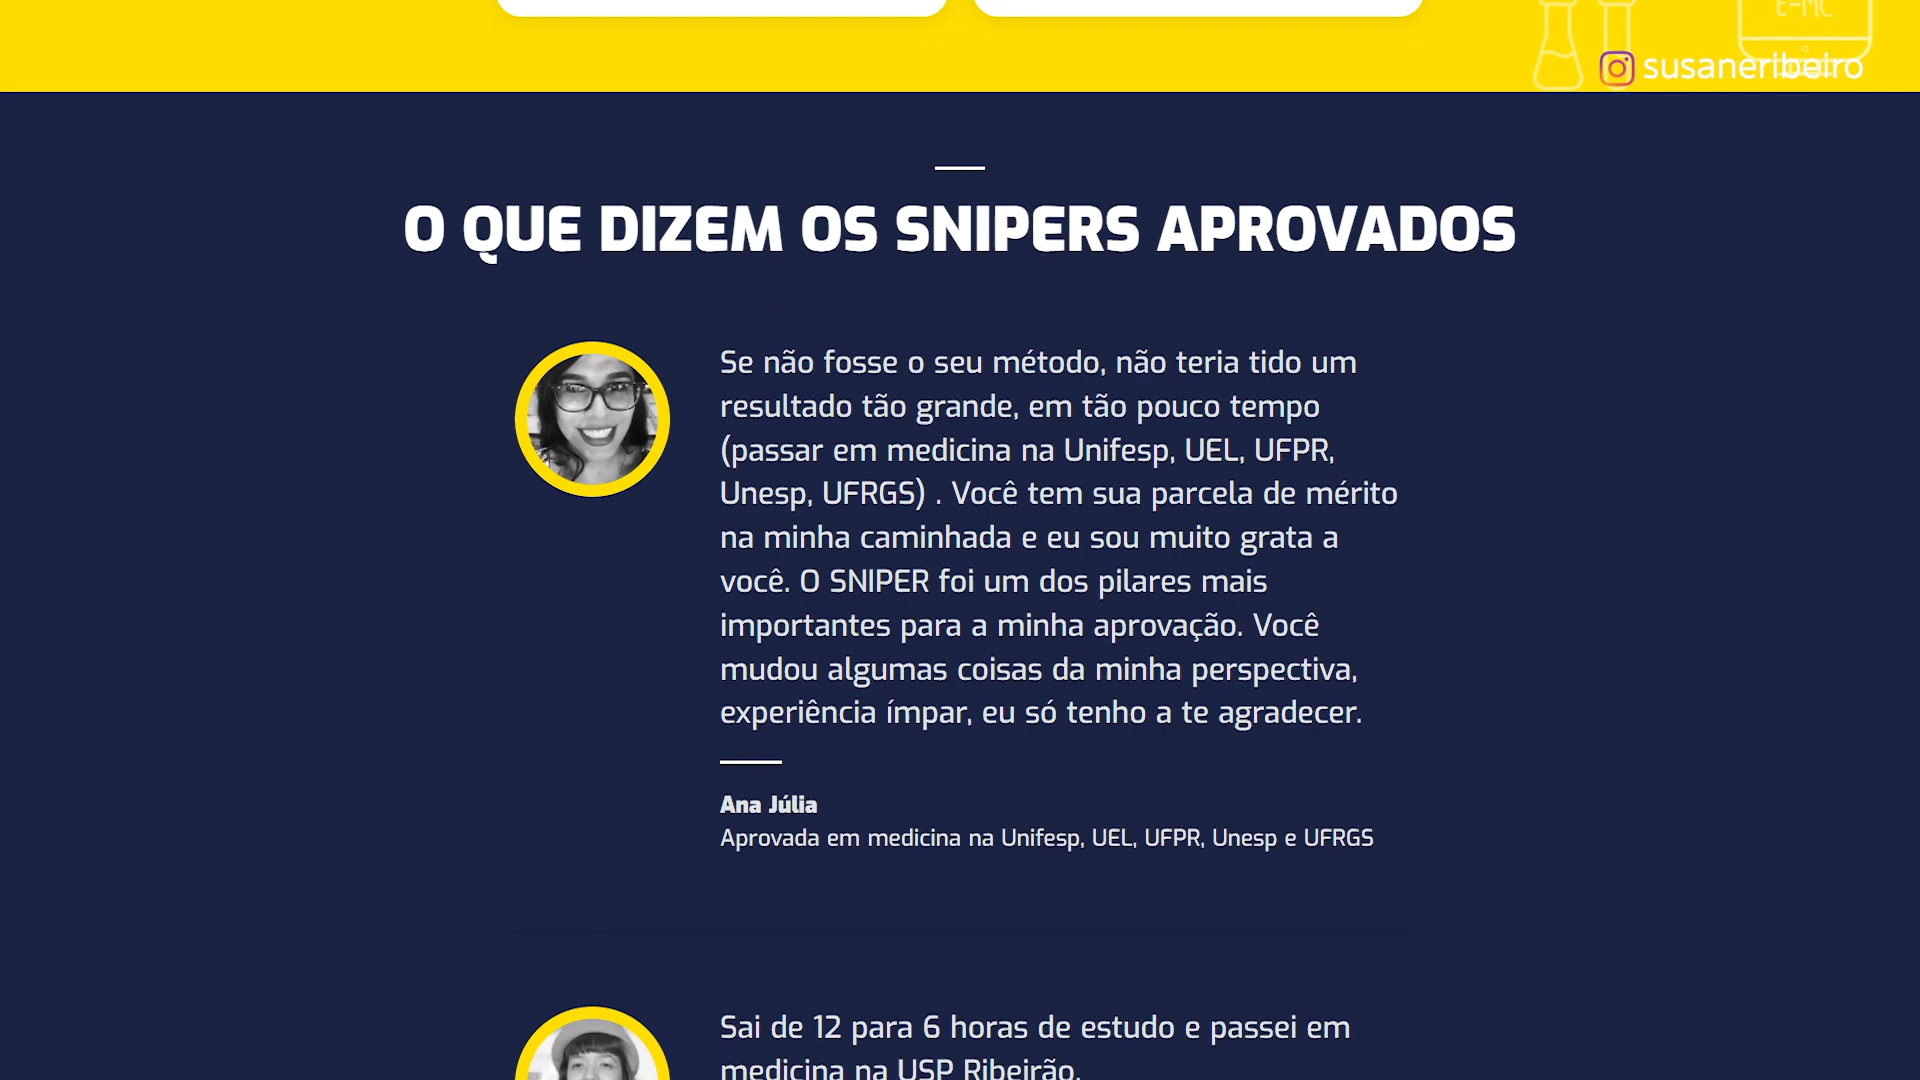 E=MC
susaneribeiro
O QUE DIZEM OS SNIPERS APROVADOS
Se não fosse o seu método, não teria tido um
resultado tão grande, em tão pouco tempo
(passar em medicina na Unifesp, UEL, UFPR,
Unesp, UFRGS) . Você tem sua parcela de mérito
na minha caminhada e eu sou muito grata a
você. O SNIPER foi um dos pilares mais
importantes para a minha aprovação. Você
mudou algumas coisas da minha perspectiva,
experiência ímpar, eu só tenho a te agradecer.
Ana Júlia
Aprovada em medicina na Unifesp, UEL, UFPR, Unesp e UFRGS
Sai de 12 para 6 horas de estudo e passei em
medicina na USP Ribeirão.